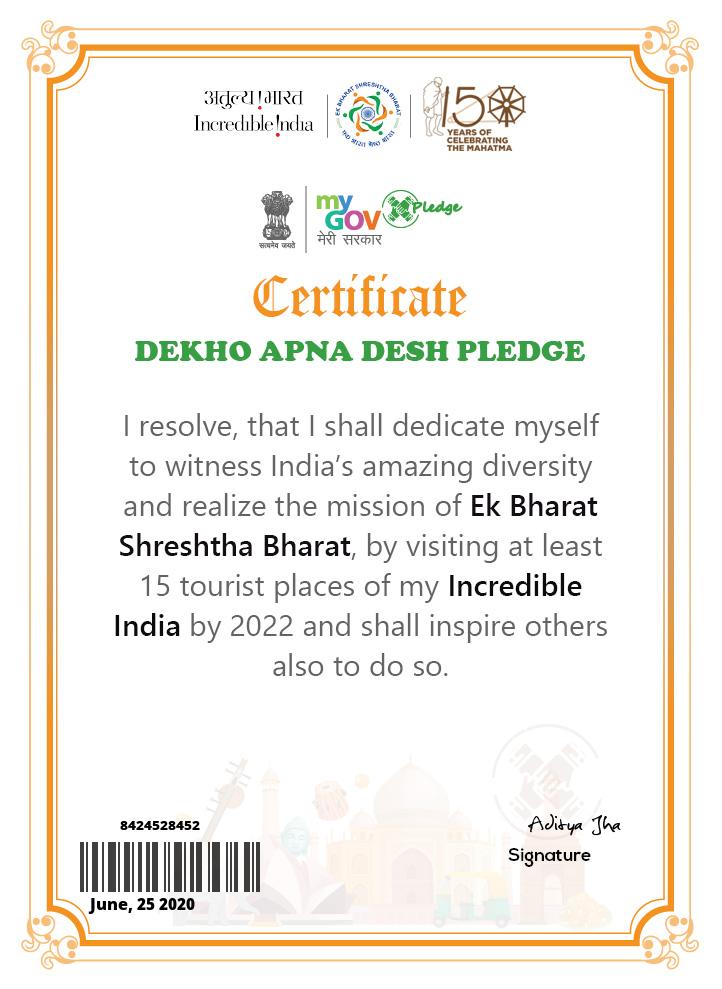 अतुल्य ! भारत
Incredıble!ndıa
EK BHARAT SHRESHTHA BHARAT
एक भारत श्रेष्ठ भारत
150
YEARS OF
CELEBRATING
THE MAHATMA
सत्यमेव जयते
my
GOV
मेरी सरकार
Pledge
Certificate
DEKHO APNA DESH PLEDGE
I resolve, that I shall dedicate myself
to witness India’s amazing diversity
and realize the mission of Ek Bharat
Shreshtha Bharat, by visiting at least
15 tourist places of my Incredible
India by 2022 and shall inspire others
also to do so.
8424528452
June, 25 2020
Aditya Jha
Signature